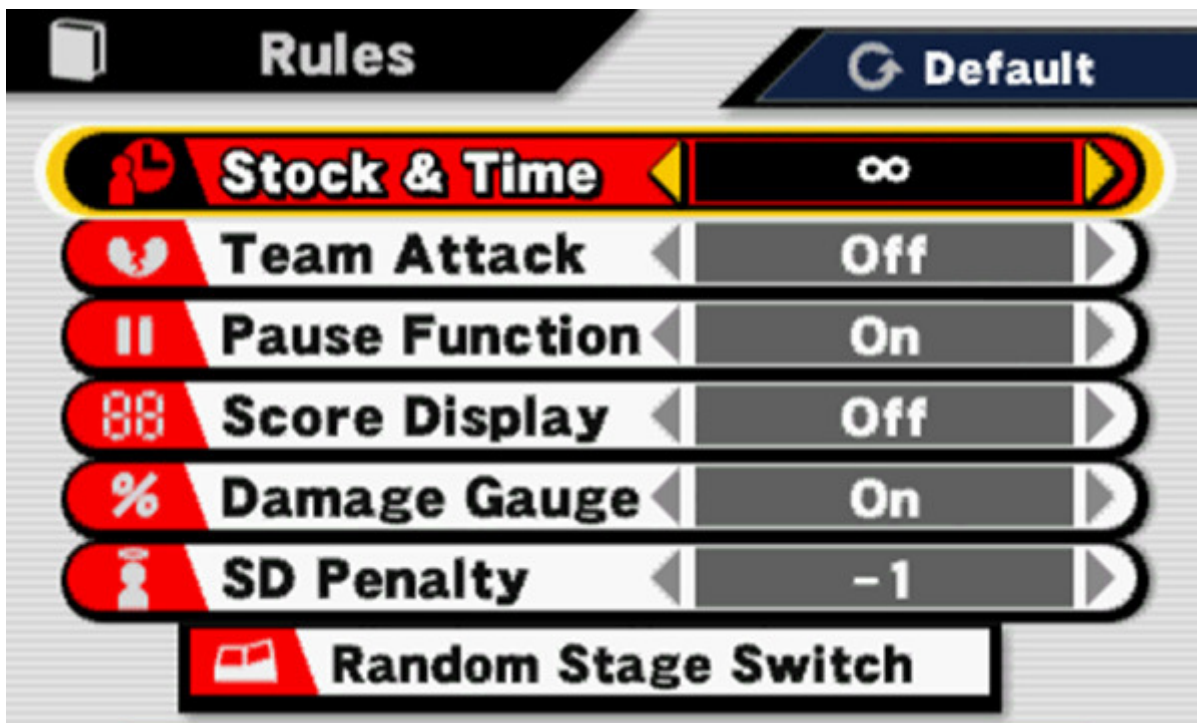 Rules
Default
Stock & Time ∞
Team Attack Off
Pause Function On
Score Display Off
Damage Gauge On
SD Penalty -1
Random Stage Switch